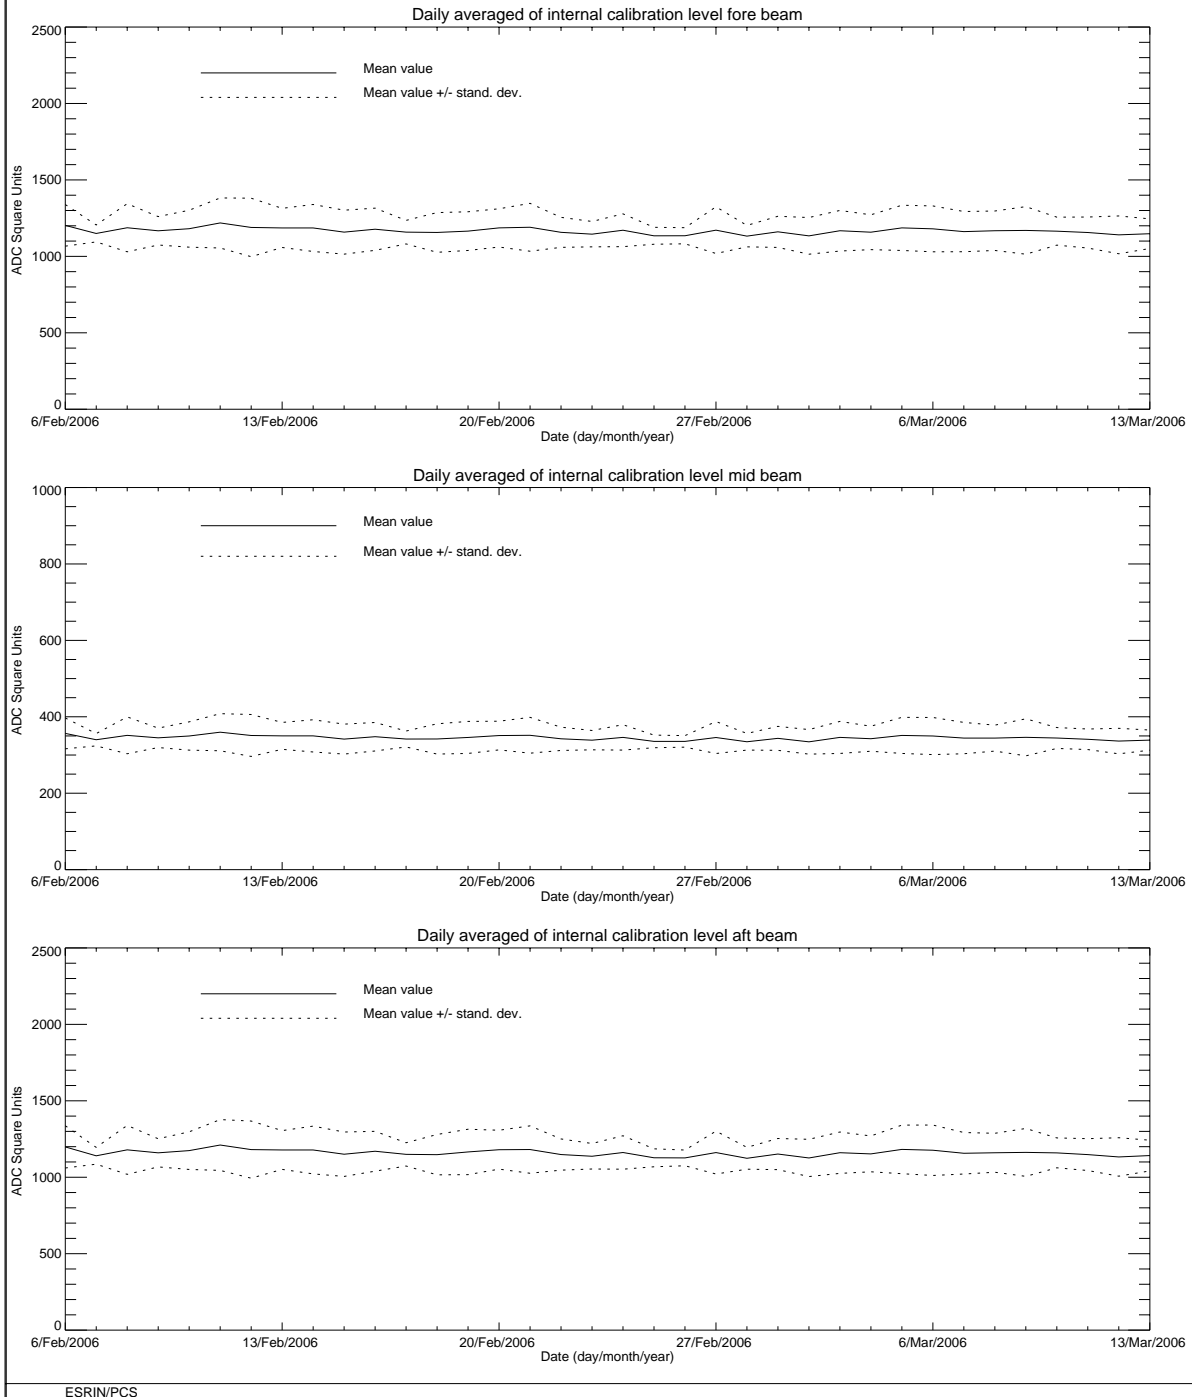 Daily averaged of internal calibration level fore beam
2500
2000
1500
1000
500
0
ADC Square Units
Mean value
Mean value +/- stand. dev.
6/Feb/2006 13/Feb/2006 20/Feb/2006 27/Feb/2006 6/Mar/2006 13/Mar/2006
Date (day/month/year)
Daily averaged of internal calibration level mid beam
1000
800
600
400
200
0
ADC Square Units
Mean value
Mean value +/- stand. dev.
6/Feb/2006 13/Feb/2006 20/Feb/2006 27/Feb/2006 6/Mar/2006 13/Mar/2006
Date (day/month/year)
Daily averaged of internal calibration level aft beam
2500
2000
1500
1000
500
0
ADC Square Units
Mean value
Mean value +/- stand. dev.
6/Feb/2006 13/Feb/2006 20/Feb/2006 27/Feb/2006 6/Mar/2006 13/Mar/2006
Date (day/month/year)
ESRIN/PCS